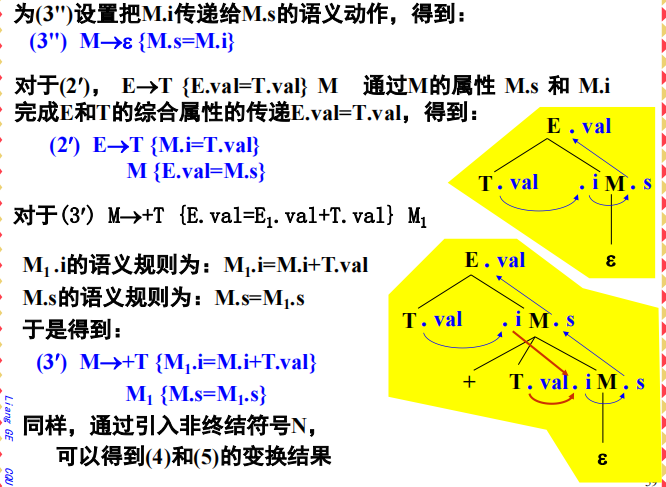 为(3")设置把M.i传递给M.s的语义动作，得到：
(3") M→ε {M.s=M.i}
对于(2′)， E→T {E.val=T.val} M 通过M的属性 M.s 和 M.i
完成E和T的综合属性的传递E.val=T.val，得到：
(2′) E→T {M.i=T.val}
M {E.val=M.s}
对于(3′) M→+T {E.val=E₁.val+T.val} M₁
M₁.i的语义规则为：M₁.i=M.i+T.val
M.s的语义规则为：M.s=M₁.s
于是得到：
(3′) M→+T {M₁.i=M.i+T.val}
M₁ {M.s=M₁.s}
同样，通过引入非终结符号N，
可以得到(4)和(5)的变换结果
E . val
T . val . i M . s
ε
E . val
T . val . i M . s
+ T . val . i M . s
ε
Liang GE CQU
39